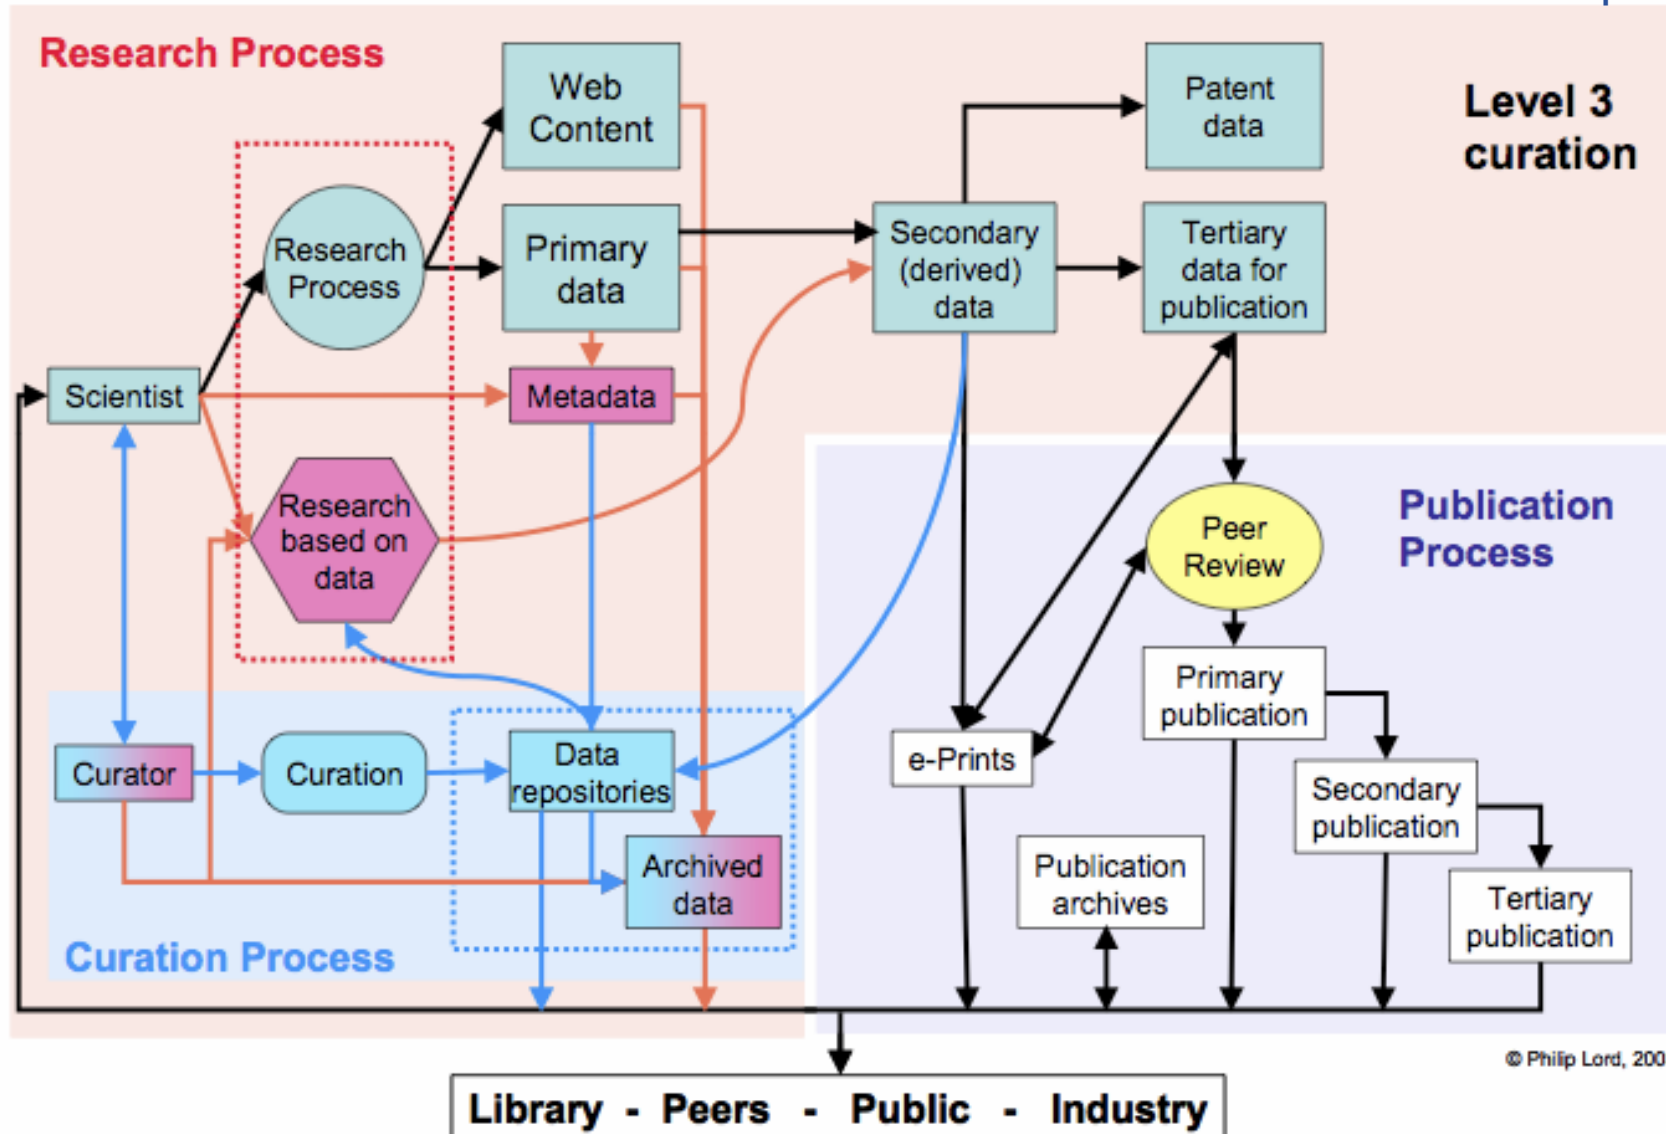 Research Process
Web
Content
Patent
data
Level 3
curation
Research
Process
Primary
data
Secondary
(derived)
data
Tertiary
data for
publication
Scientist
Metadata
Research
based on
data
Peer
Review
Publication
Process
Primary
publication
Curator
Curation
Data
repositories
e-Prints
Secondary
publication
Archived
data
Publication
archives
Tertiary
publication
Curation Process
© Philip Lord, 200
Library - Peers - Public - Industry